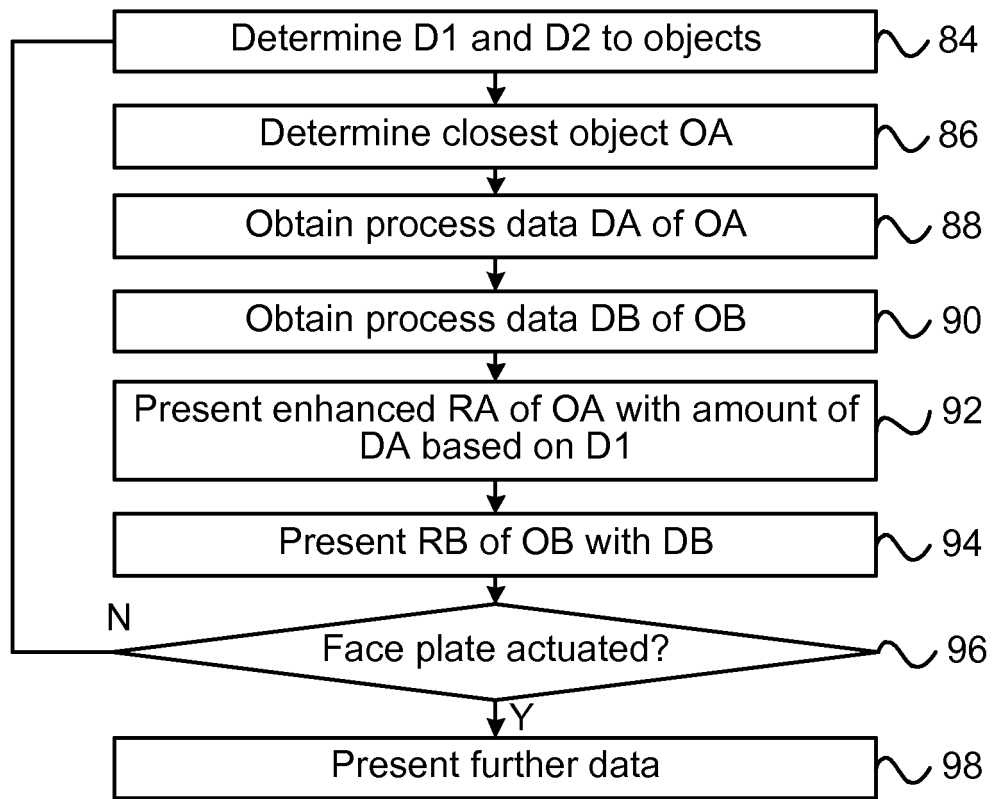 Determine D1 and D2 to objects
84
Determine closest object OA
86
Obtain process data DA of OA
88
Obtain process data DB of OB
90
Present enhanced RA of OA with amount of
DA based on D1
92
Present RB of OB with DB
94
N
Face plate actuated?
96
Y
Present further data
98